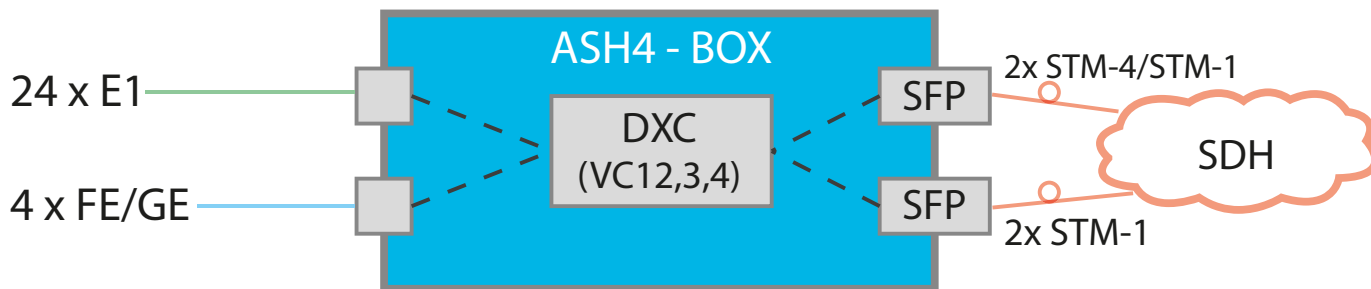 ASH4 - BOX
24 x E1
4 x FE/GE
DXC
(VC12,3,4)
SFP
SFP
2x STM-4/STM-1
2x STM-1
SDH